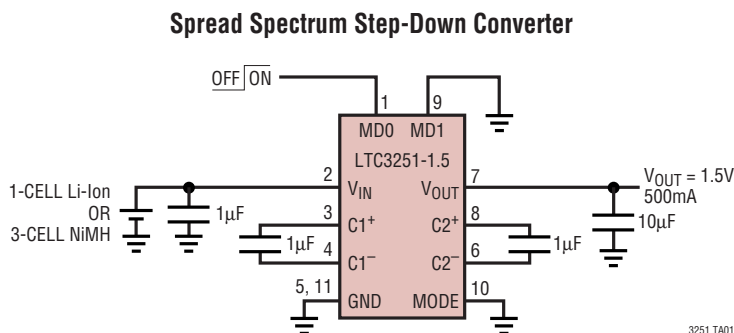 Spread Spectrum Step-Down Converter
OFF ON
1
9
MD0 MD1
LTC3251-1.5
2
7
VIN
VOUT
VOUT = 1.5V
500mA
1-CELL Li-Ion
OR
3-CELL NiMH
1µF
10µF
3
8
C1+
C2+
1µF
1µF
4
6
C1−
C2−
5, 11
10
GND
MODE
3251 TA01